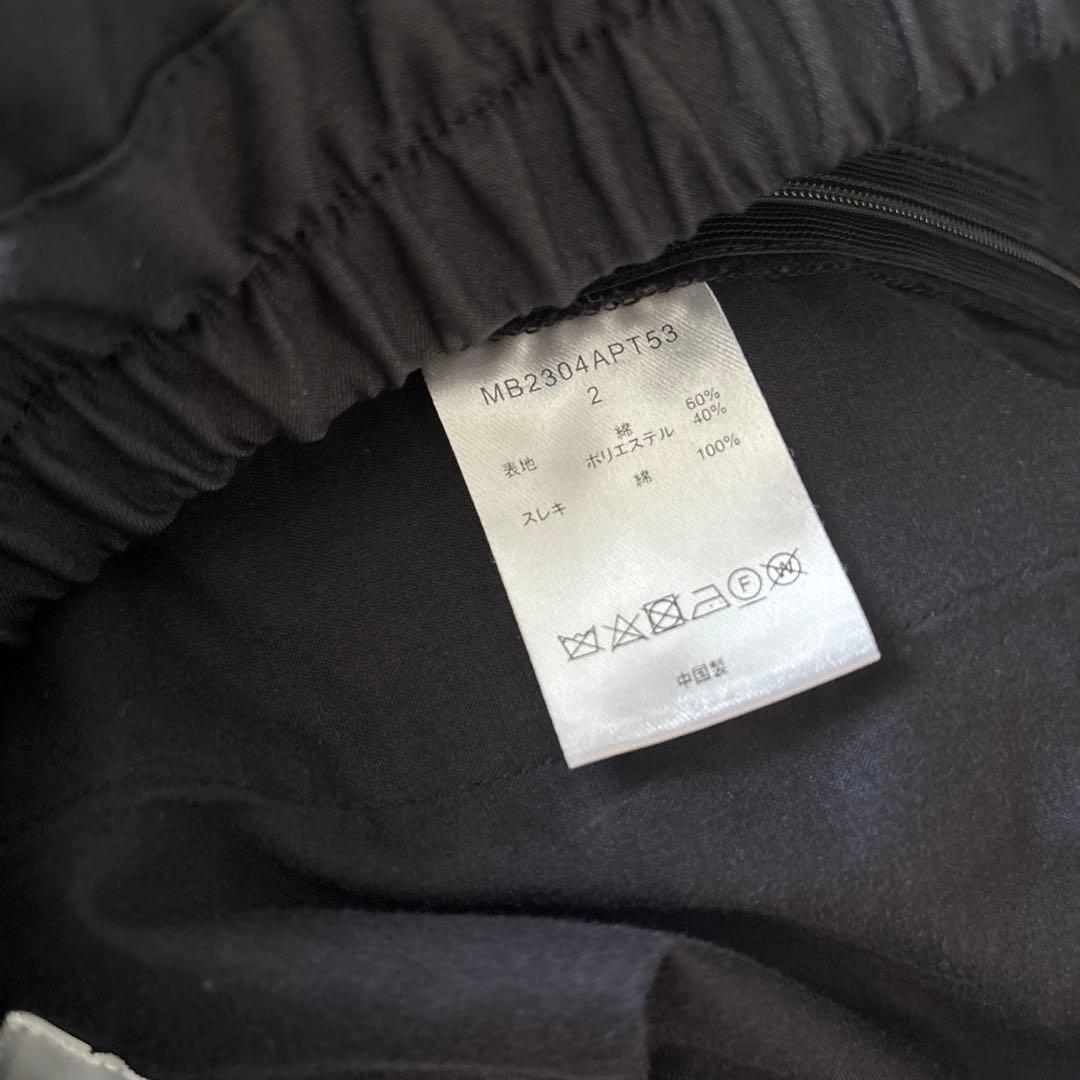 MB2304APT53
2
表地 綿 60%
ポリエステル 40%
スレキ 綿 100%
F W
中国製